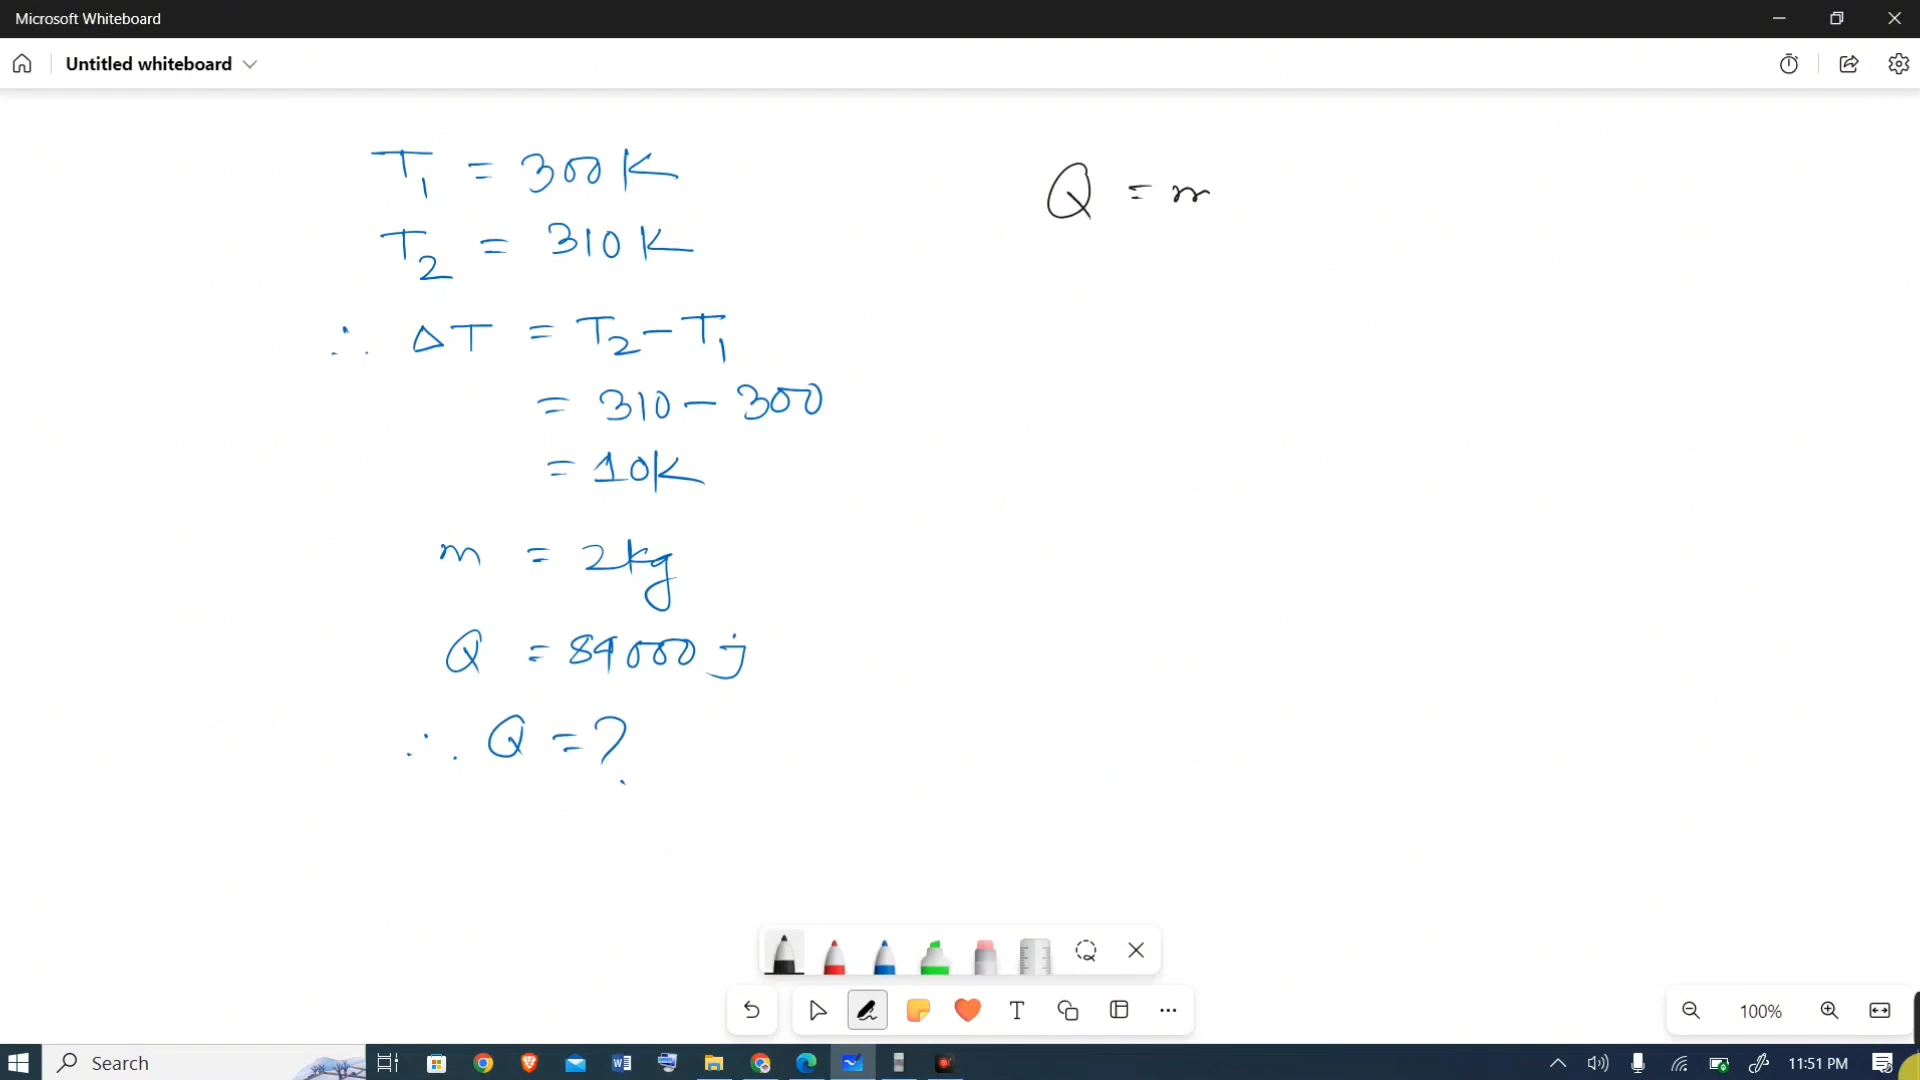 Microsoft Whiteboard
Untitled whiteboard
T₁ = 300 K
T₂ = 310 K
∴ ΔT = T₂ - T₁
= 310 - 300
= 10K
m = 2kg
Q = 84000 j
∴ Q = ?
Q = m
100%
Search
11:51 PM